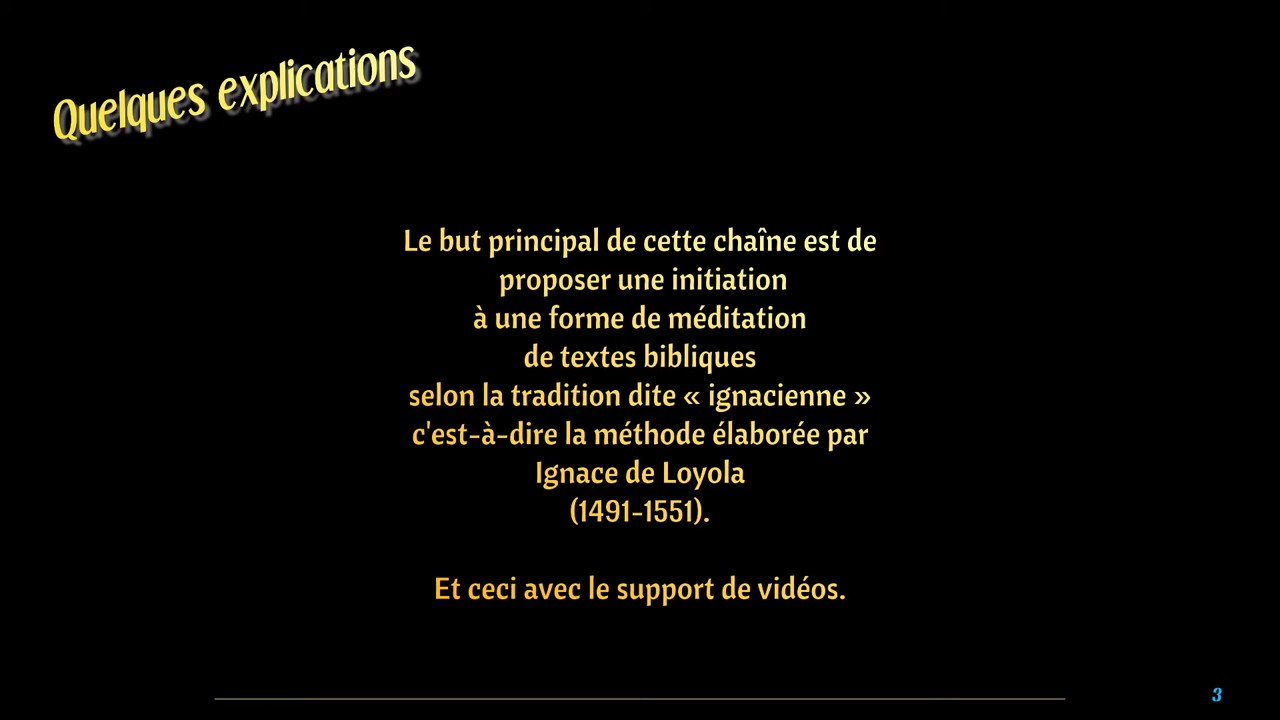 Quelques explications
Le but principal de cette chaîne est de
proposer une initiation
à une forme de méditation
de textes bibliques
selon la tradition dite « ignacienne »
c'est-à-dire la méthode élaborée par
Ignace de Loyola
(1491-1551).
Et ceci avec le support de vidéos.
3